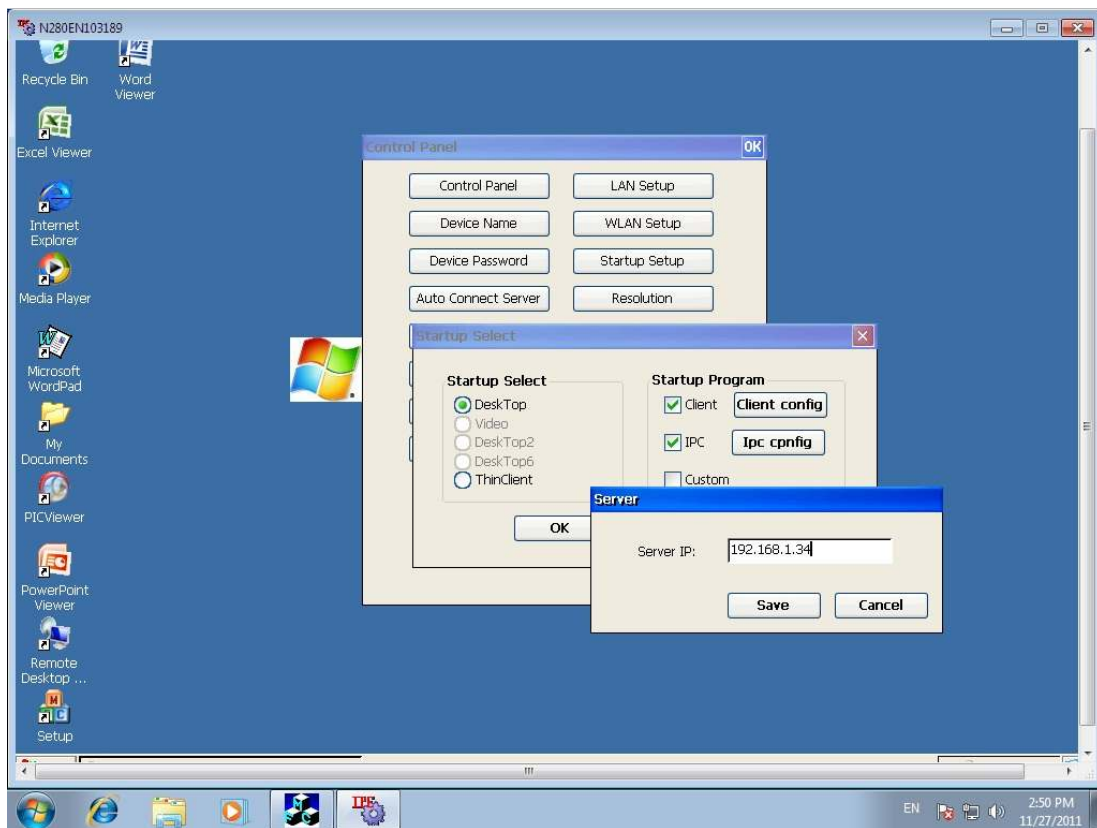 N280EN103189
Recycle Bin
Word
Viewer
Excel Viewer
Internet
Explorer
Media Player
Microsoft
WordPad
My
Documents
PICViewer
PowerPoint
Viewer
Remote
Desktop ...
Setup
Control Panel
OK
Control Panel
LAN Setup
Device Name
WLAN Setup
Device Password
Startup Setup
Auto Connect Server
Resolution
Startup Select
Startup Select
DeskTop
Video
DeskTop2
DeskTop6
ThinClient
OK
Startup Program
Client
Client config
IPC
Ipc cpnfig
Custom
Server
Server IP:
192.168.1.34
Save
Cancel
EN
2:50 PM
11/27/2011